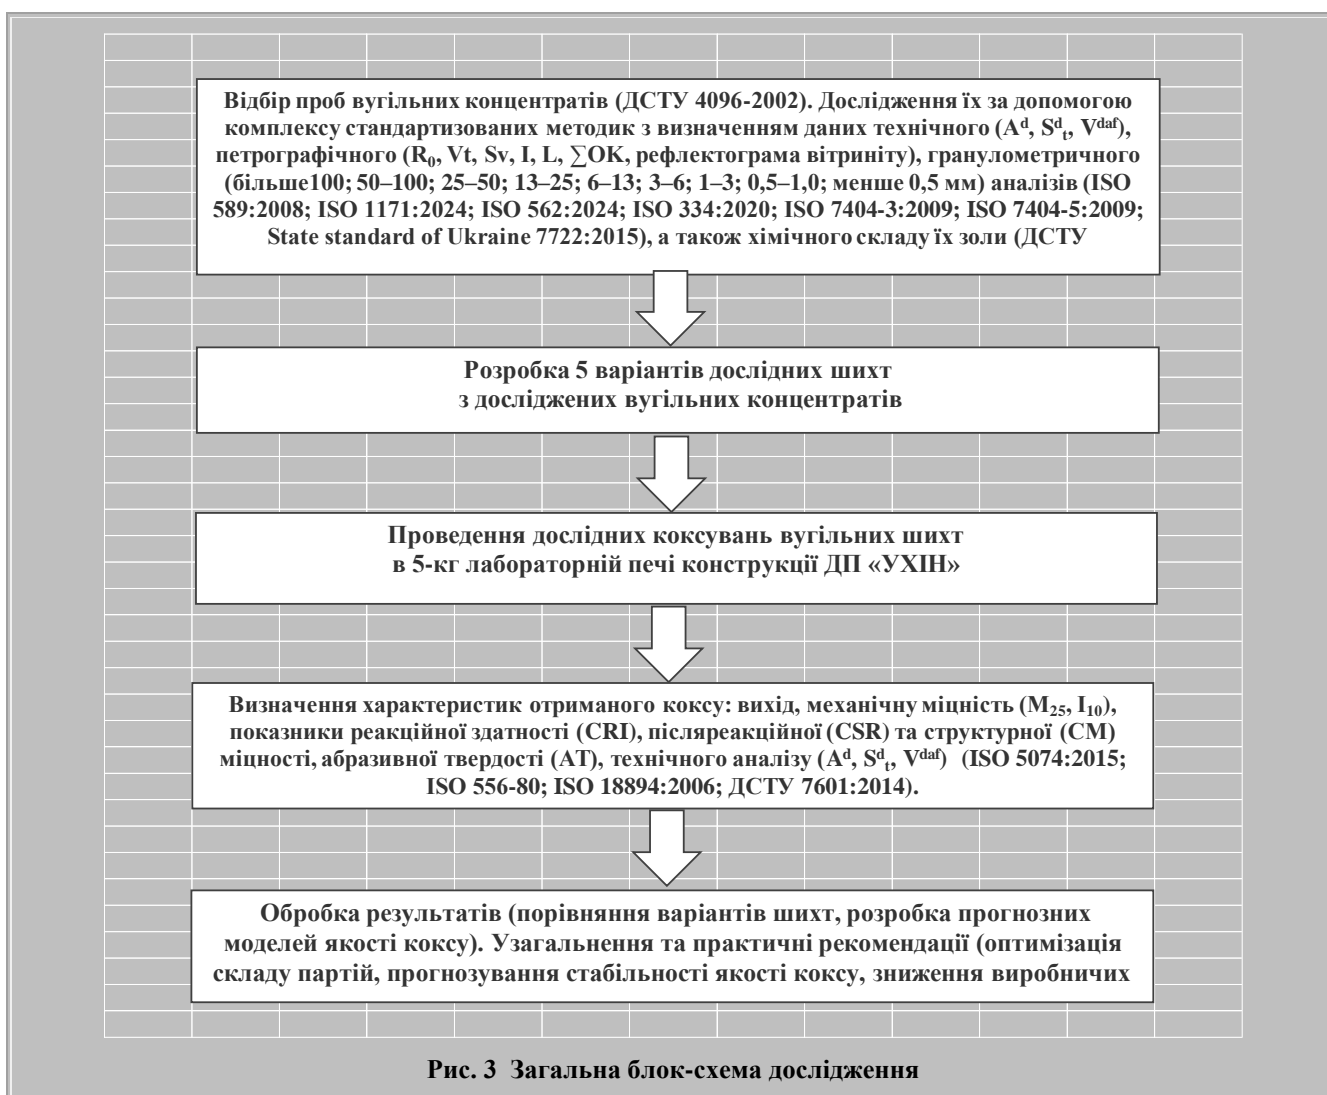 Відбір проб вугільних концентратів (ДСТУ 4096-2002). Дослідження їх за допомогою
комплексу стандартизованих методик з визначенням даних технічного (Aᵈ, Sᵈₜ, Vᵈᵃᶠ),
петрографічного (R₀, Vt, Sv, I, L, ∑ОК, рефлектограма вітриніту), гранулометричного
(більше100; 50–100; 25–50; 13–25; 6–13; 3–6; 1–3; 0,5–1,0; менше 0,5 мм) аналізів (ISO
589:2008; ISO 1171:2024; ISO 562:2024; ISO 334:2020; ISO 7404-3:2009; ISO 7404-5:2009;
State standard of Ukraine 7722:2015), а також хімічного складу їх золи (ДСТУ
Розробка 5 варіантів дослідних шихт
з досліджених вугільних концентратів
Проведення дослідних коксувань вугільних шихт
в 5-кг лабораторній печі конструкції ДП «УХІН»
Визначення характеристик отриманого коксу: вихід, механічну міцність (M₂₅, I₁₀),
показники реакційної здатності (CRI), післяреакційної (CSR) та структурної (СМ)
міцності, абразивної твердості (АТ), технічного аналізу (Aᵈ, Sᵈₜ, Vᵈᵃᶠ) (ISO 5074:2015;
ISO 556-80; ISO 18894:2006; ДСТУ 7601:2014).
Обробка результатів (порівняння варіантів шихт, розробка прогнозних
моделей якості коксу). Узагальнення та практичні рекомендації (оптимізація
складу партій, прогнозування стабільності якості коксу, зниження виробничих
Рис. 3 Загальна блок-схема дослідження